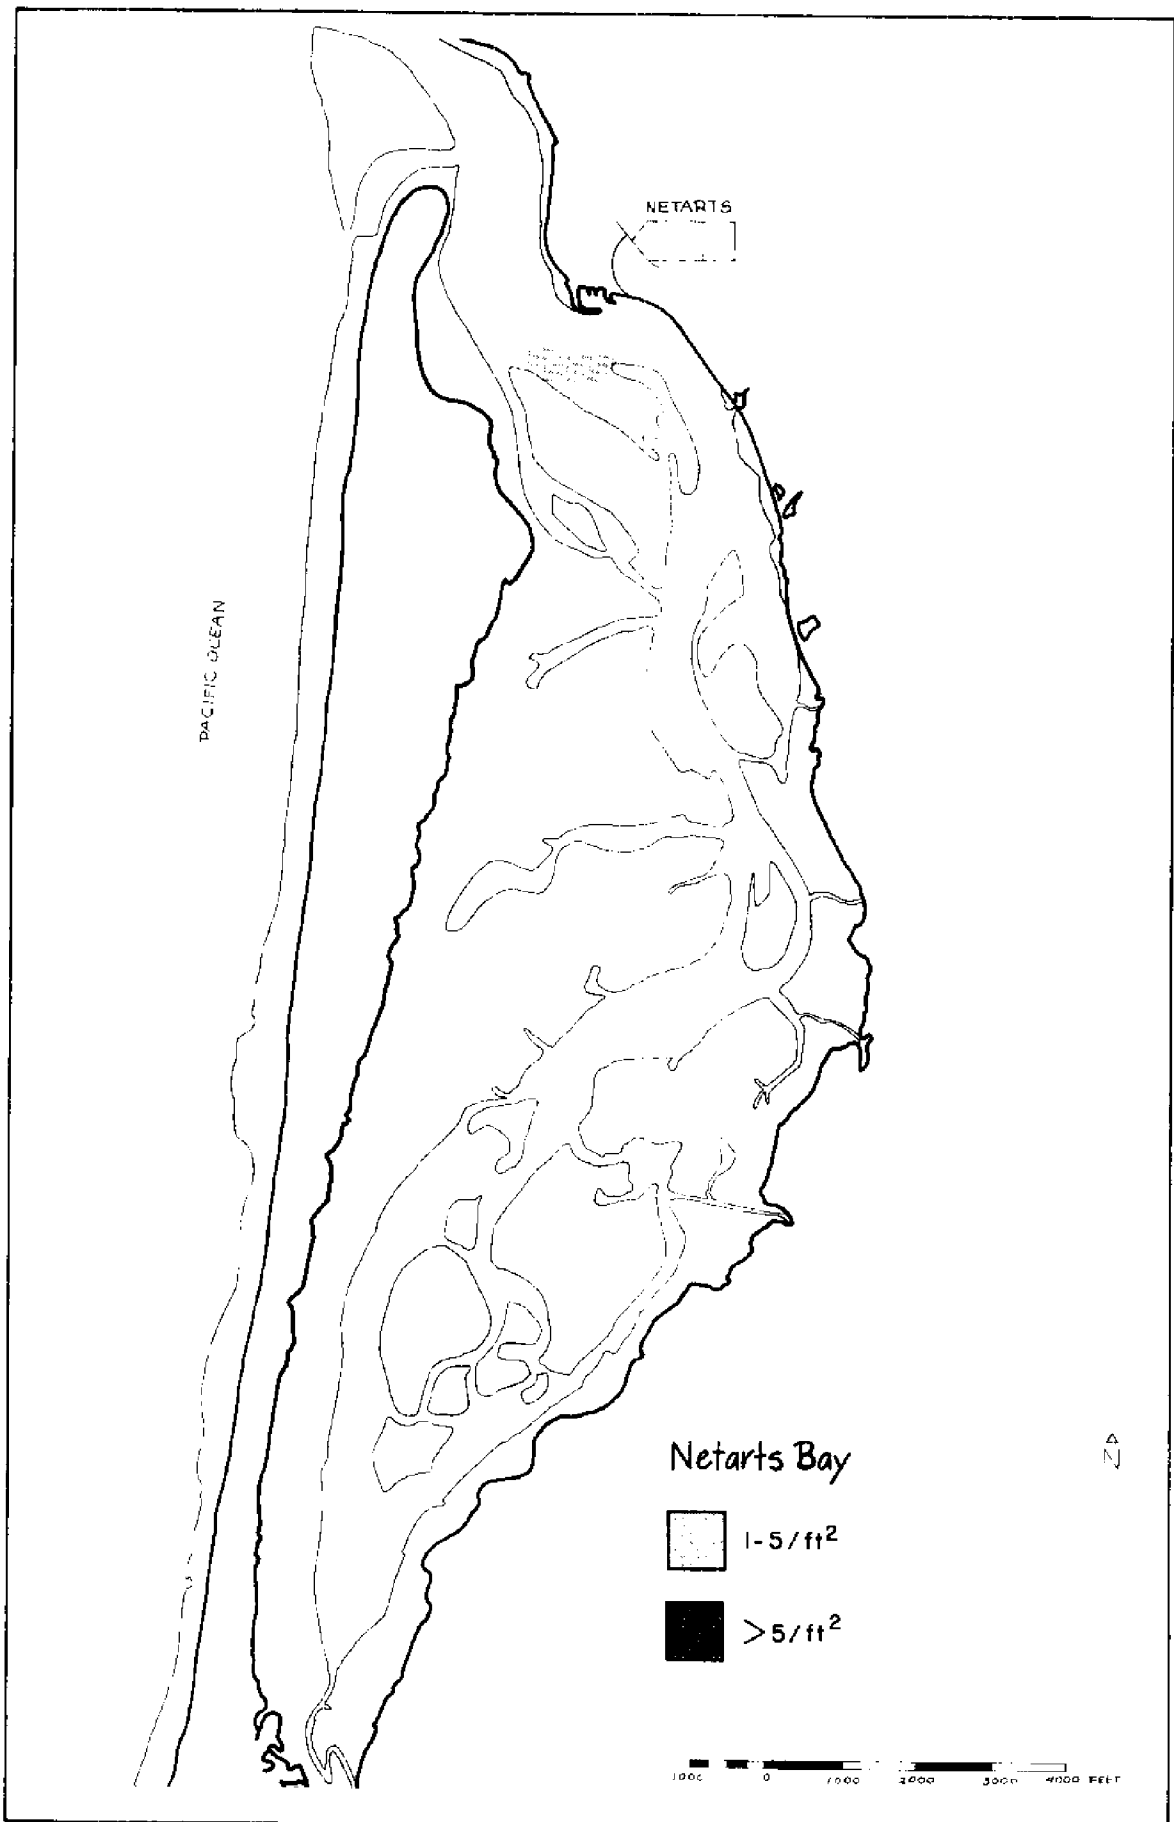 NETARTS
PACIFIC OCEAN
Netarts Bay
N
1-5/ft²
>5/ft²
1000 0 1000 2000 3000 4000 FEET